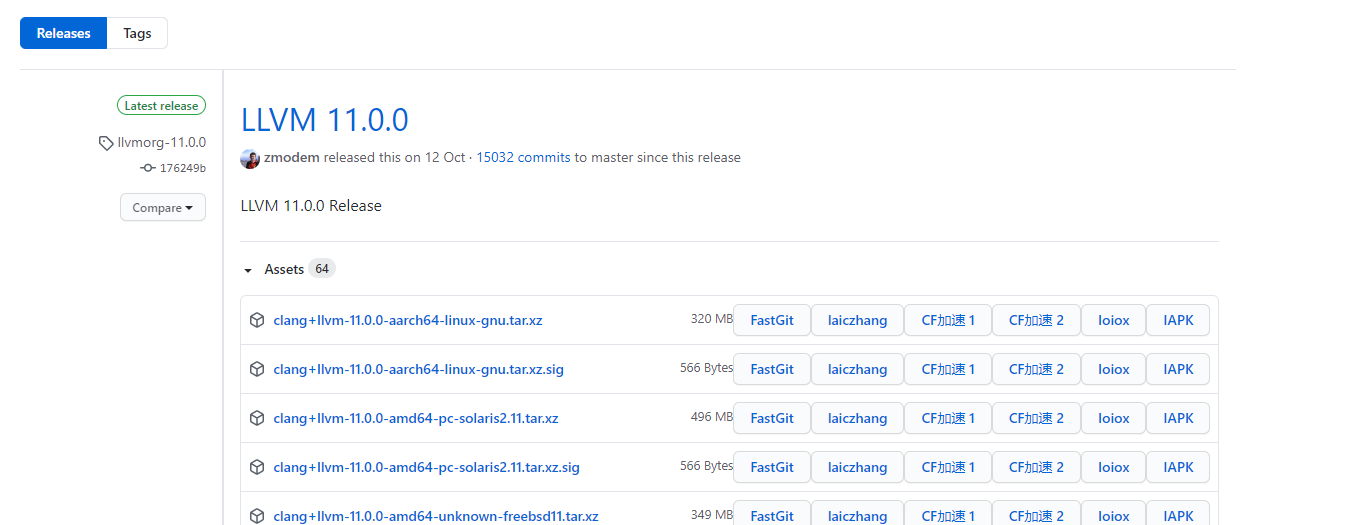 Releases Tags
Latest release
llvmorg-11.0.0
176249b
Compare
LLVM 11.0.0
zmodem released this on 12 Oct · 15032 commits to master since this release
LLVM 11.0.0 Release
Assets 64
clang+llvm-11.0.0-aarch64-linux-gnu.tar.xz 320 MB FastGit laiczhang CF加速 1 CF加速 2 loiox IAPK
clang+llvm-11.0.0-aarch64-linux-gnu.tar.xz.sig 566 Bytes FastGit laiczhang CF加速 1 CF加速 2 loiox IAPK
clang+llvm-11.0.0-amd64-pc-solaris2.11.tar.xz 496 MB FastGit laiczhang CF加速 1 CF加速 2 loiox IAPK
clang+llvm-11.0.0-amd64-pc-solaris2.11.tar.xz.sig 566 Bytes FastGit laiczhang CF加速 1 CF加速 2 loiox IAPK
clang+llvm-11.0.0-amd64-unknown-freebsd11.tar.xz 349 MB FastGit laiczhang CF加速 1 CF加速 2 loiox IAPK